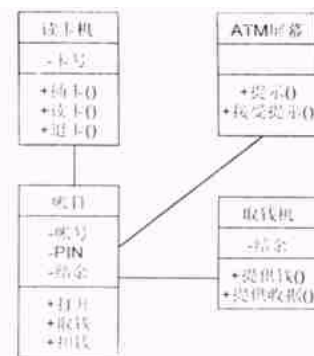 读卡机
-卡号
+插卡()
+读卡()
+退卡()
ATM屏幕
+提示()
+接受提示()
账目
-账号
-PIN
-结余
+打开
+取钱
+扣钱
取钱机
-结余
+提供钱()
+提供收据()